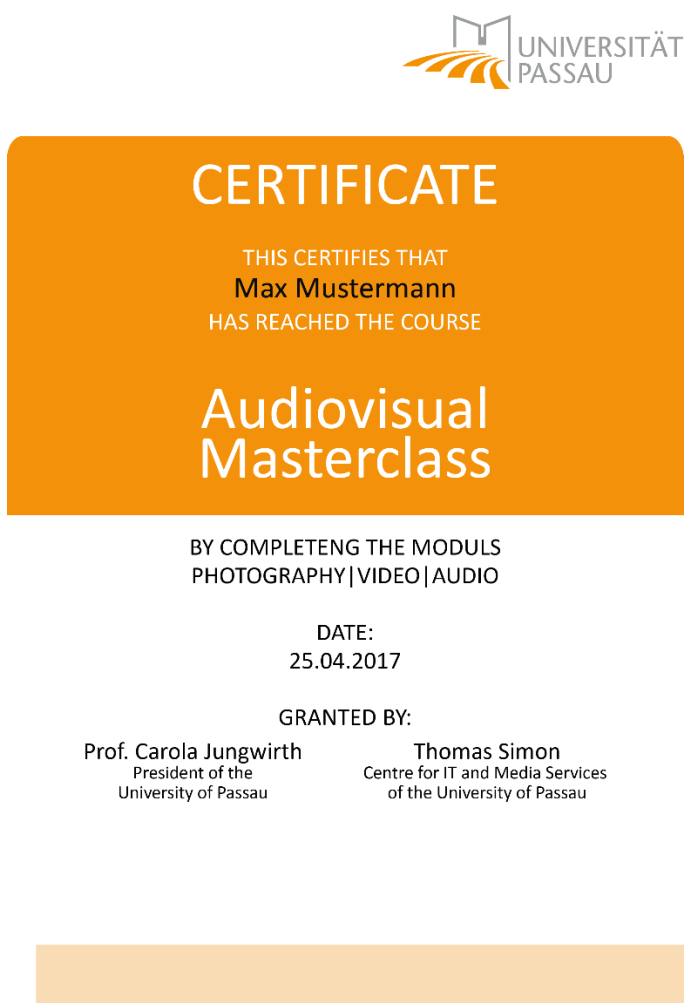 UNIVERSITÄT
PASSAU
CERTIFICATE
THIS CERTIFIES THAT
Max Mustermann
HAS REACHED THE COURSE
Audiovisual
Masterclass
BY COMPLETENG THE MODULS
PHOTOGRAPHY|VIDEO|AUDIO
DATE:
25.04.2017
GRANTED BY:
Prof. Carola Jungwirth
President of the
University of Passau
Thomas Simon
Centre for IT and Media Services
of the University of Passau